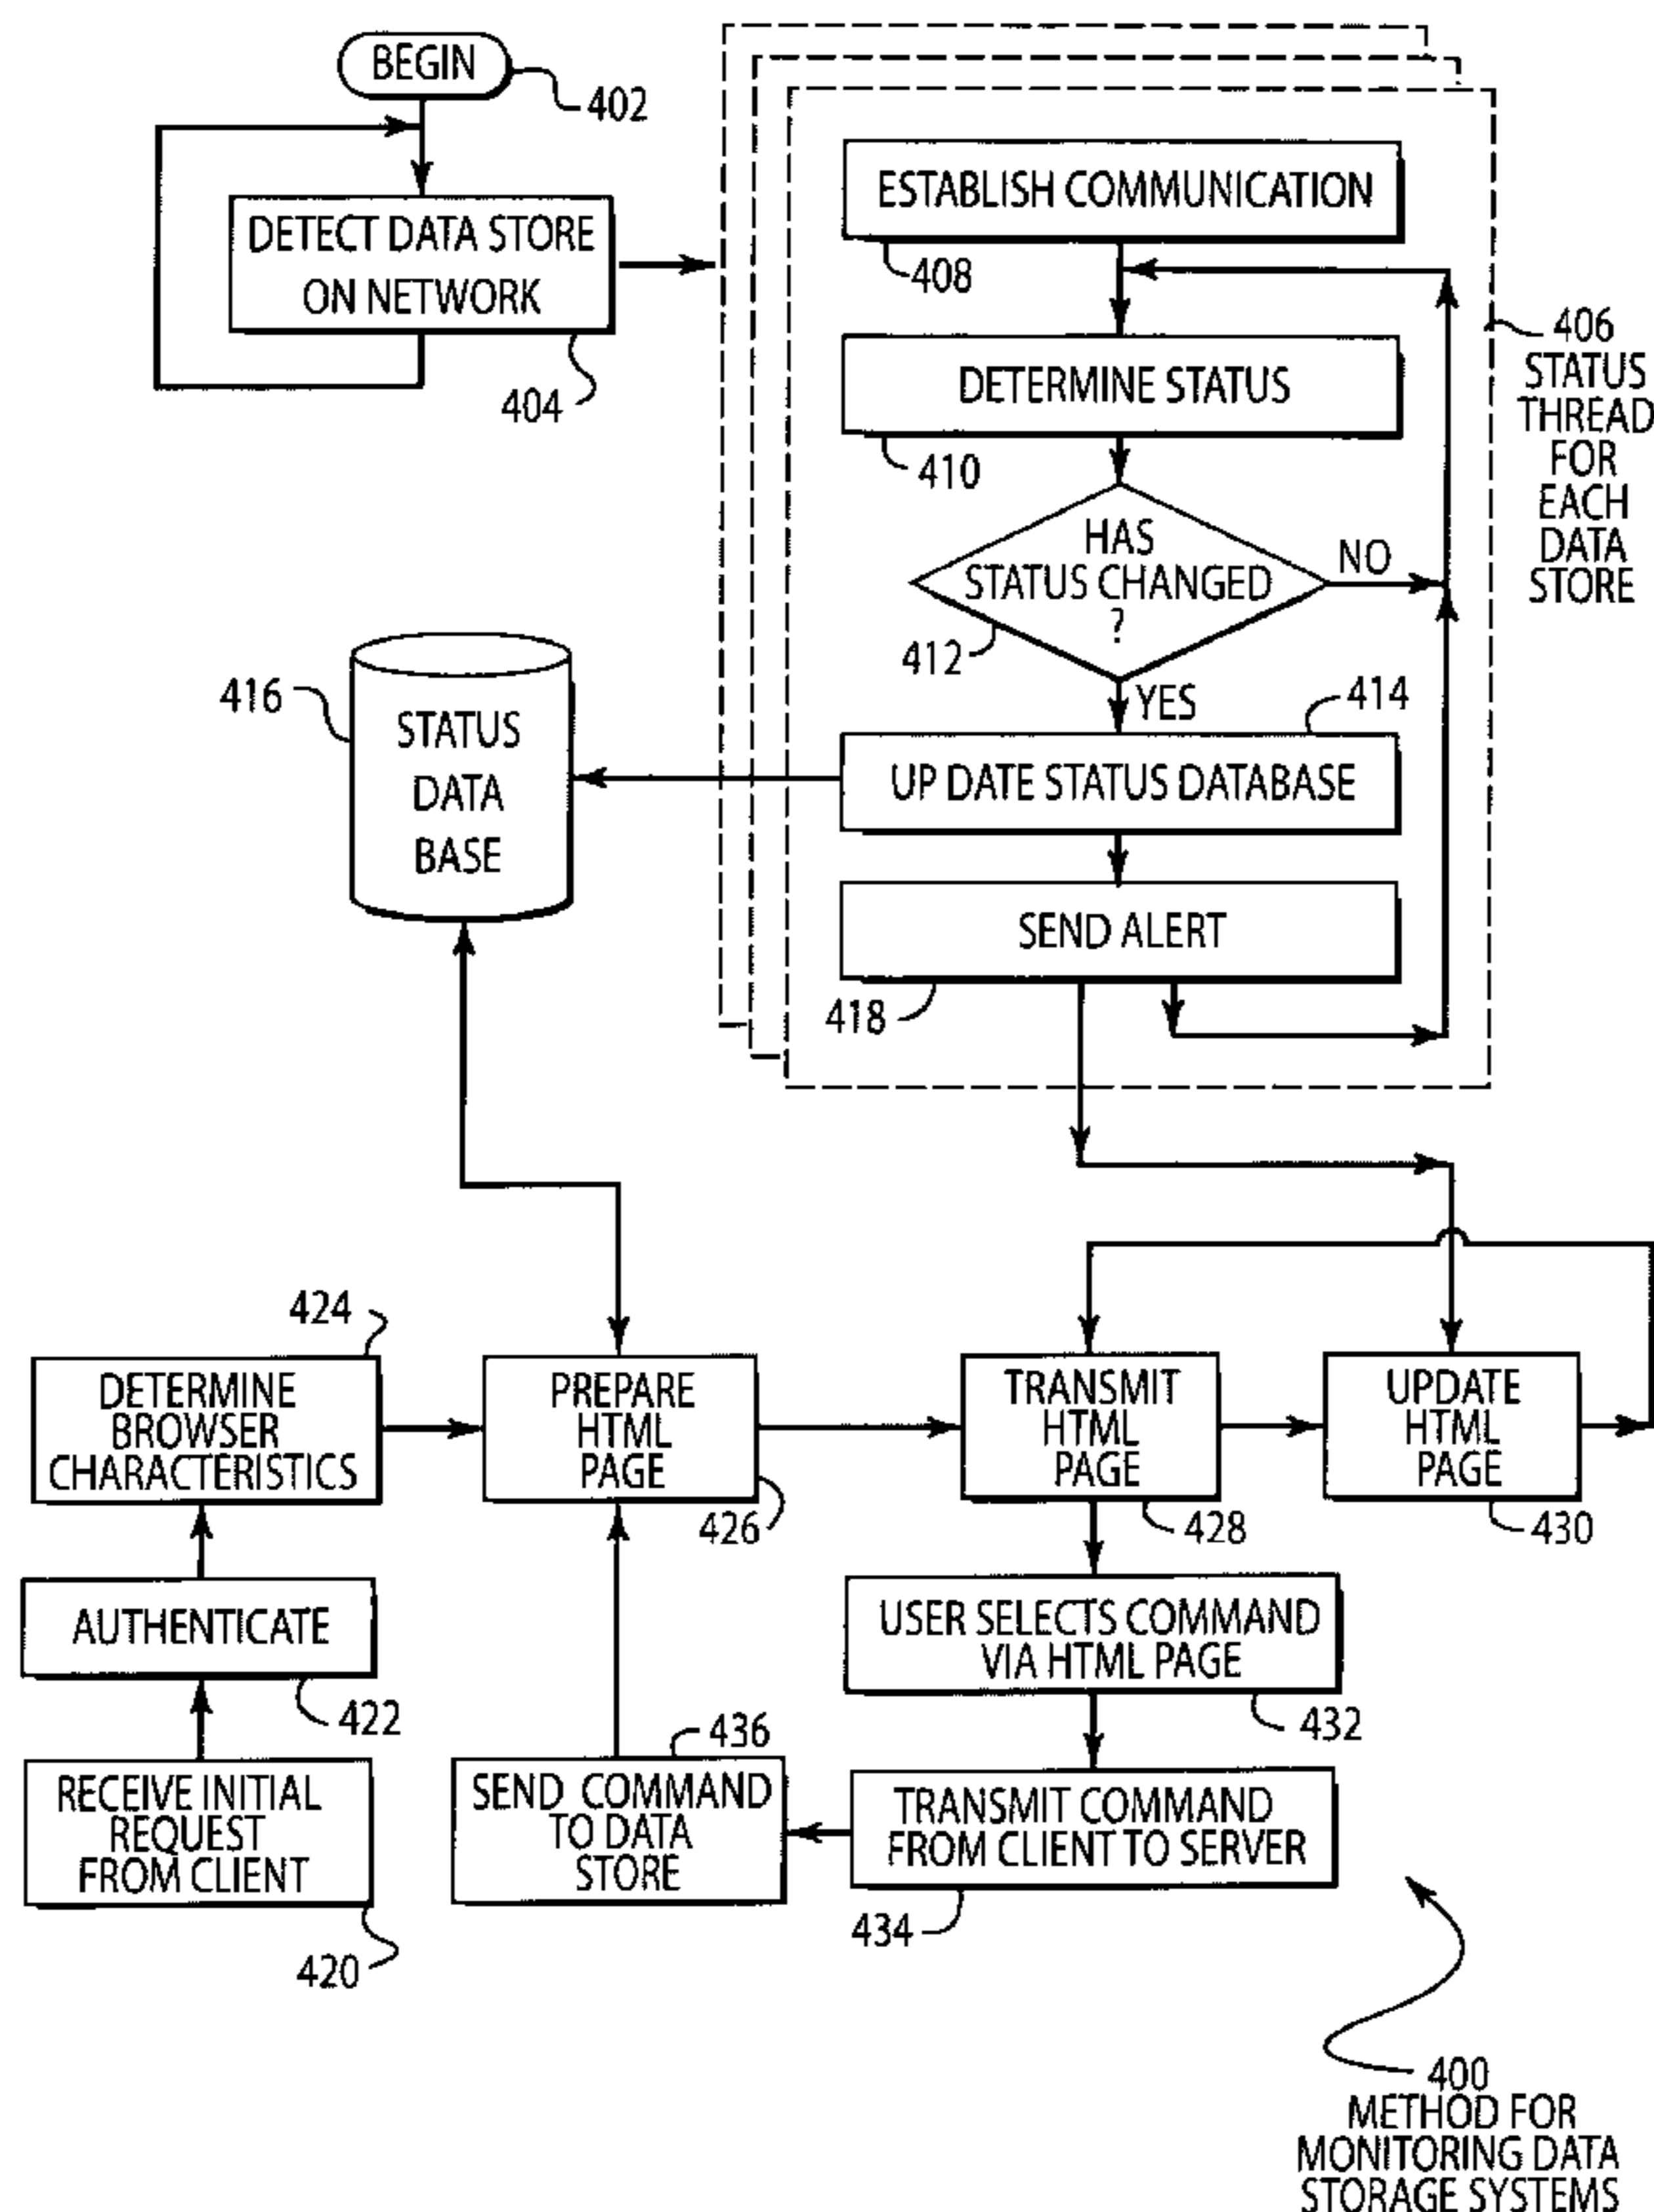 BEGIN
402
DETECT DATA STORE
ON NETWORK
404
ESTABLISH COMMUNICATION
408
406
STATUS
THREAD
FOR
EACH
DATA
STORE
DETERMINE STATUS
410
HAS
STATUS CHANGED
?
NO
412
YES
414
UP DATE STATUS DATABASE
416
STATUS
DATA
BASE
SEND ALERT
418
424
DETERMINE
BROWSER
CHARACTERISTICS
PREPARE
HTML
PAGE
426
TRANSMIT
HTML
PAGE
428
UPDATE
HTML
PAGE
430
AUTHENTICATE
422
USER SELECTS COMMAND
VIA HTML PAGE
432
RECEIVE INITIAL
REQUEST
FROM CLIENT
420
436
SEND COMMAND
TO DATA
STORE
TRANSMIT COMMAND
FROM CLIENT TO SERVER
434
400
METHOD FOR
MONITORING DATA
STORAGE SYSTEMS